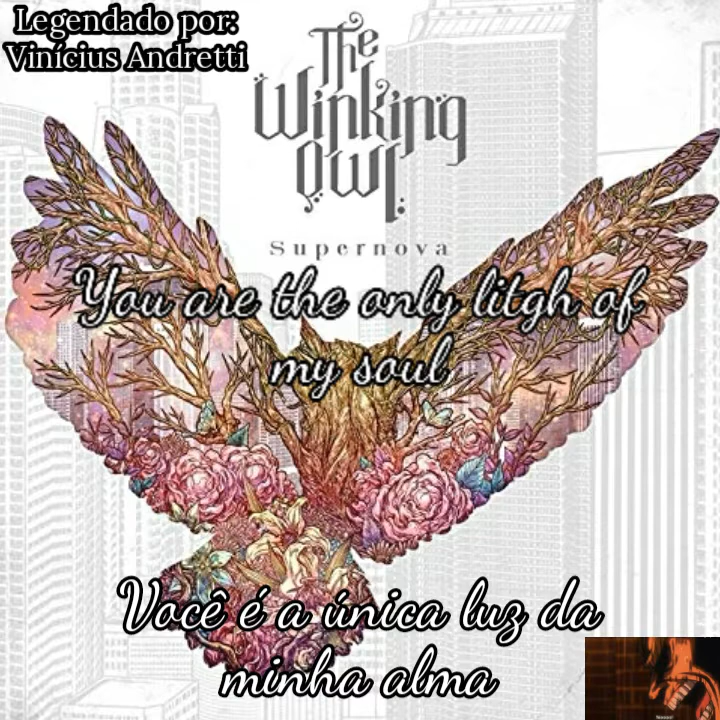 Legendado por:
Vinícius Andretti
The
Winking
Owl
Supernova
You are the only litgh of
my soul
Você é a única luz da
minha alma